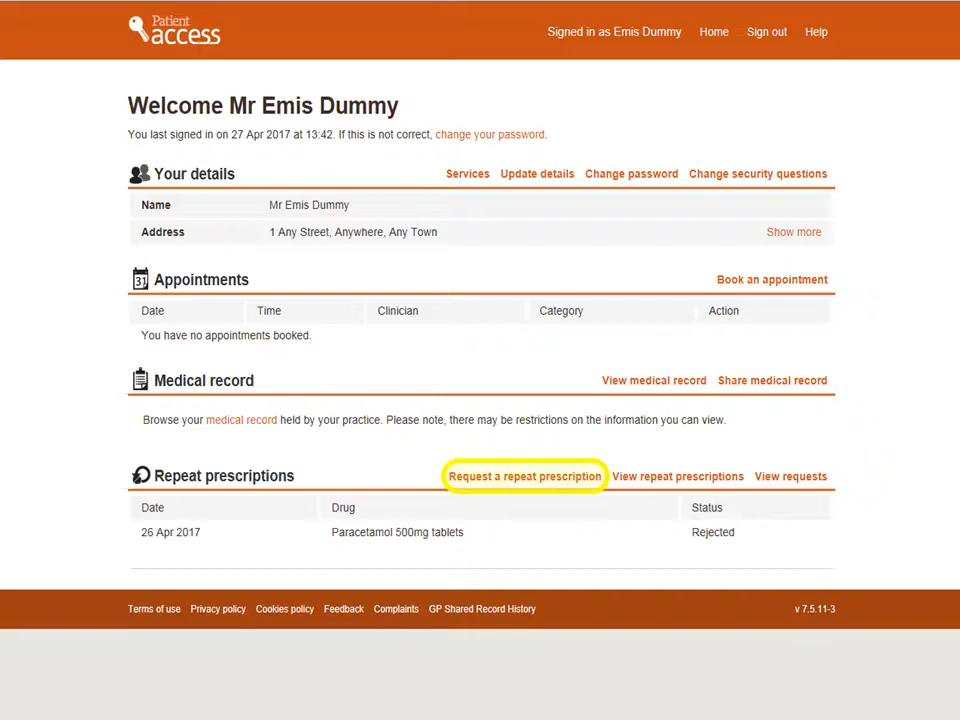 Patient
access
Signed in as Emis Dummy Home Sign out Help
Welcome Mr Emis Dummy
You last signed in on 27 Apr 2017 at 13:42. If this is not correct, change your password.
Your details Services Update details Change password Change security questions
Name Mr Emis Dummy
Address 1 Any Street, Anywhere, Any Town Show more
31 Appointments Book an appointment
Date Time Clinician Category Action
You have no appointments booked.
Medical record View medical record Share medical record
Browse your medical record held by your practice. Please note, there may be restrictions on the information you can view.
Repeat prescriptions Request a repeat prescription View repeat prescriptions View requests
Date Drug Status
26 Apr 2017 Paracetamol 500mg tablets Rejected
Terms of use Privacy policy Cookies policy Feedback Complaints GP Shared Record History v 7.5.11-3